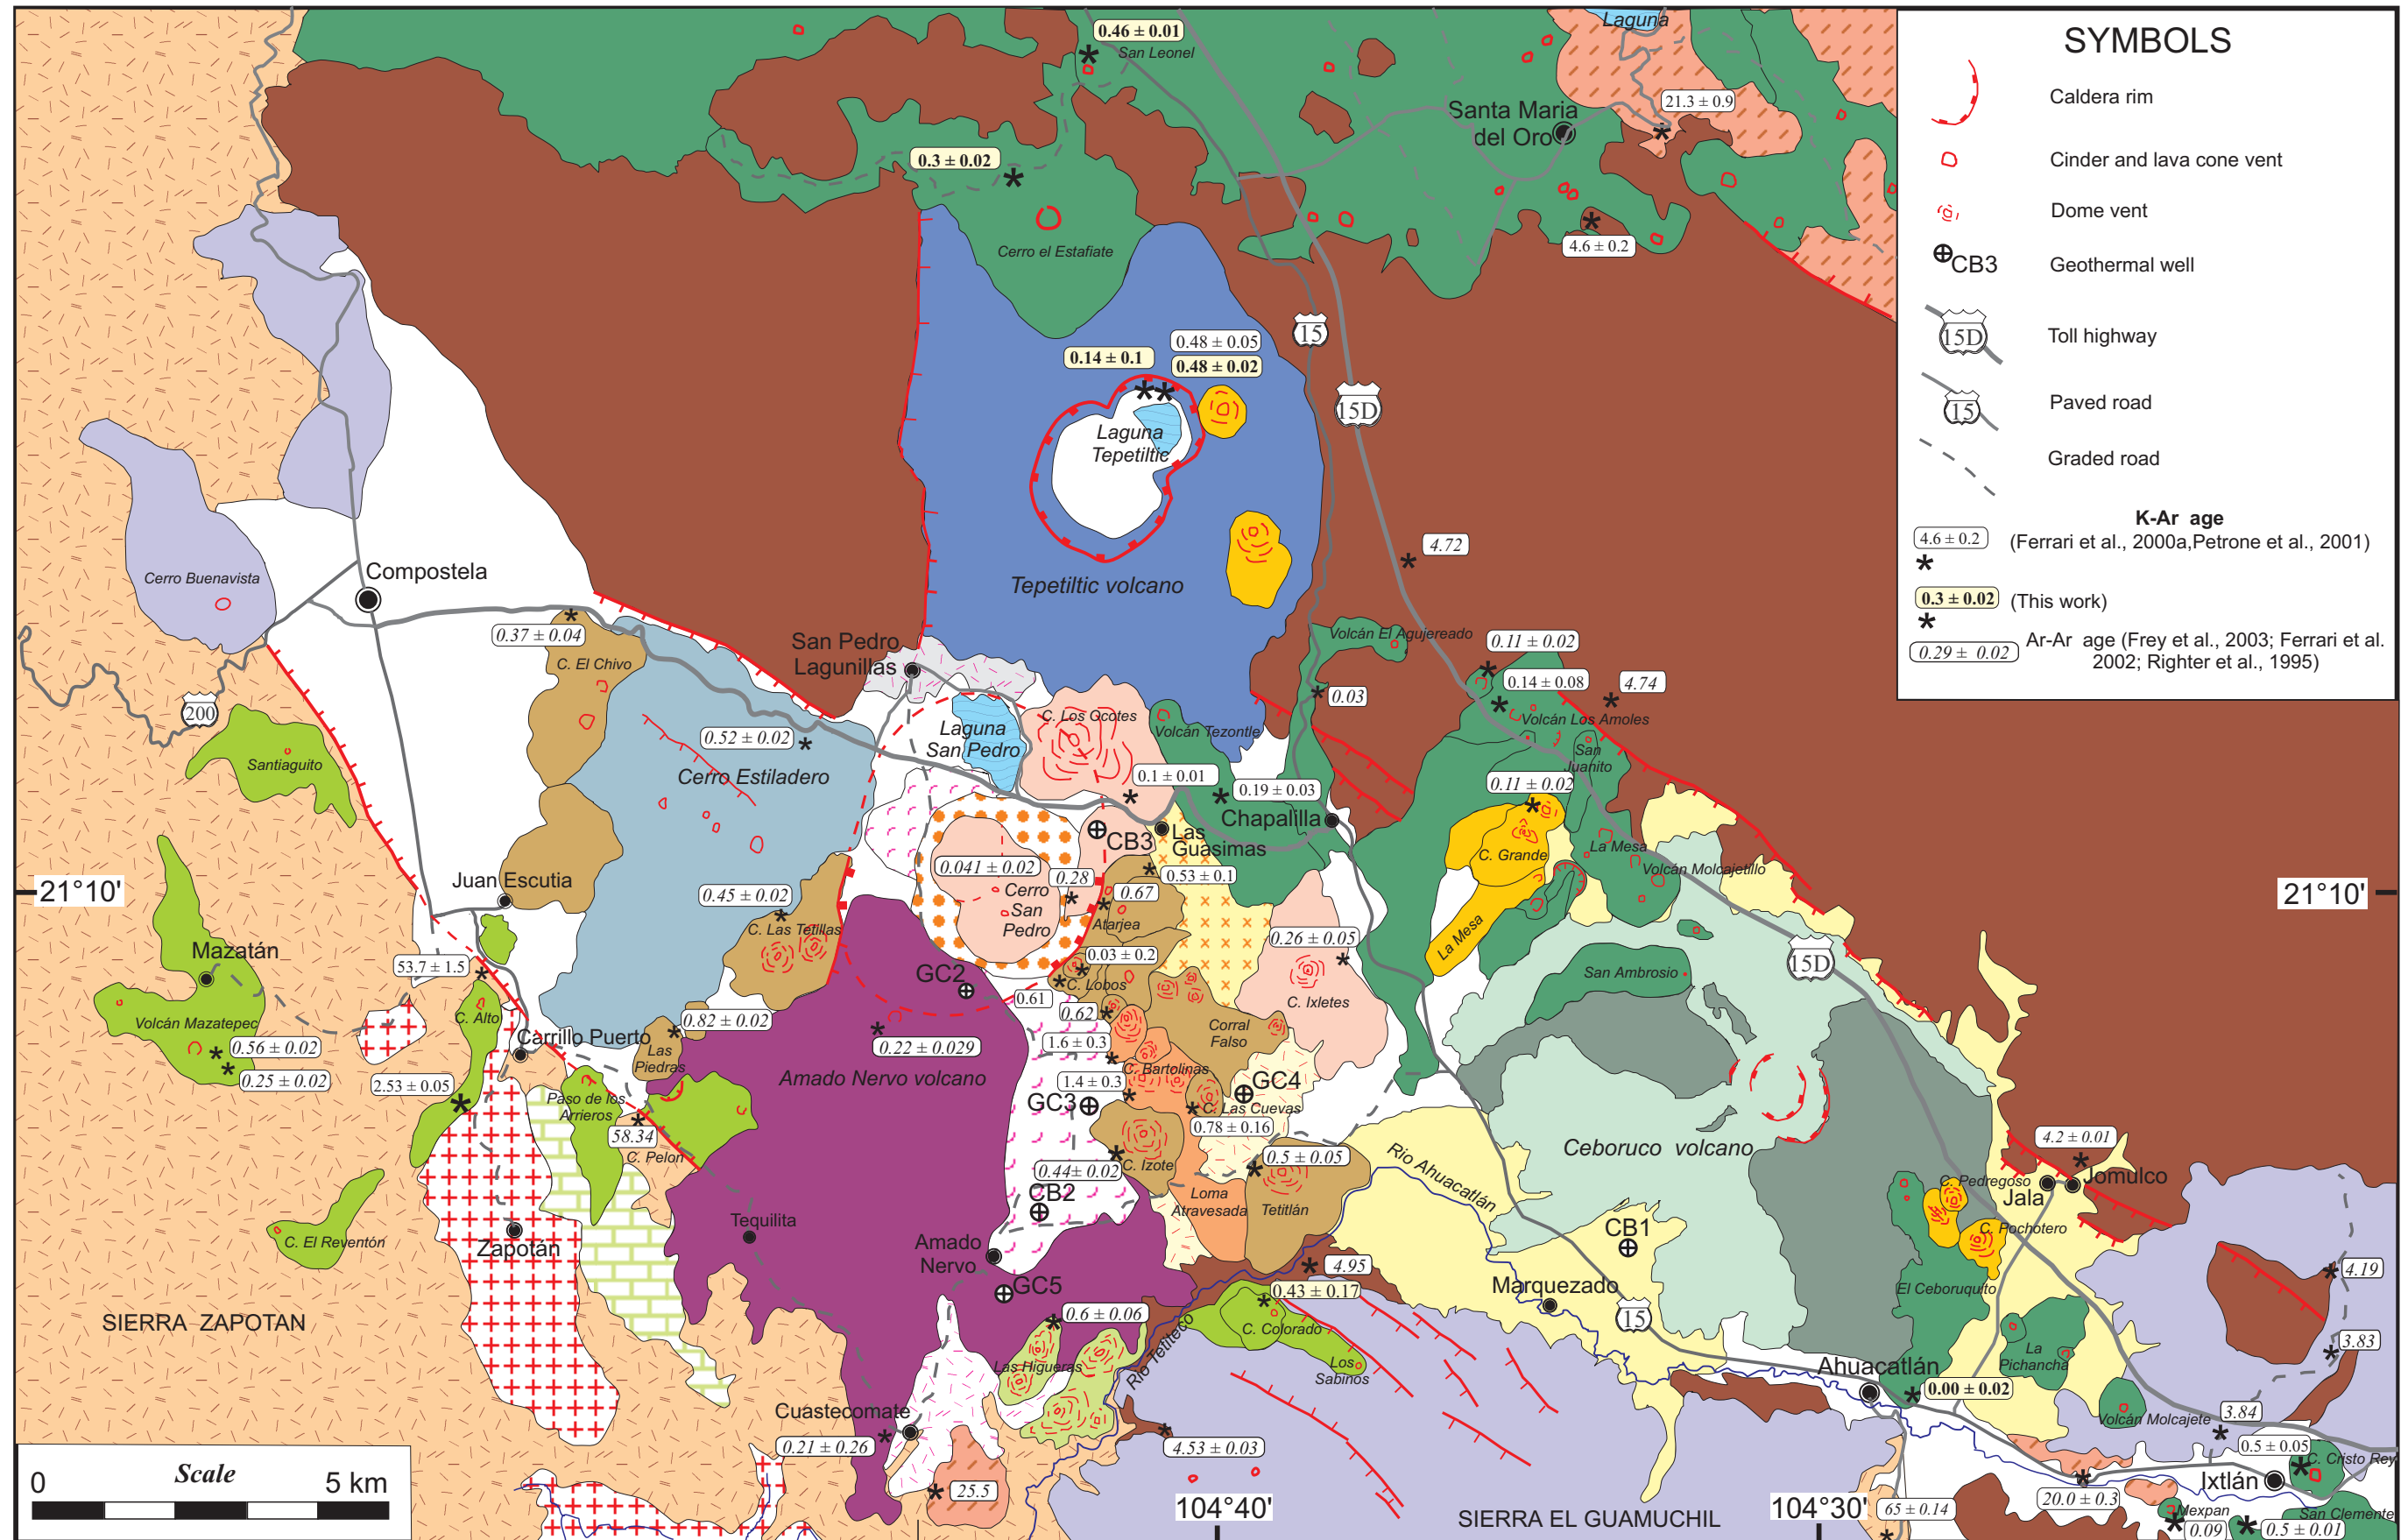 SYMBOLS
Caldera rim
Cinder and lava cone vent
Dome vent
CB3
Geothermal well
15D
Toll highway
15
Paved road
Graded road
K-Ar age
4.6 ± 0.2
(Ferrari et al., 2000a,Petrone et al., 2001)
*
0.3 ± 0.02
(This work)
*
0.29 ± 0.02
Ar-Ar age (Frey et al., 2003; Ferrari et al.
2002; Righter et al., 1995)
Laguna
0.46 ± 0.01
San Leonel
21.3 ± 0.9
Santa Maria
del Oro
0.3 ± 0.02
Cerro el Estafiate
4.6 ± 0.2
15
0.48 ± 0.05
0.14 ± 0.1
0.48 ± 0.02
15D
Laguna
Tepetiltic
4.72
Cerro Buenavista
Compostela
Tepetiltic volcano
0.37 ± 0.04
San Pedro
Lagunillas
Volcán El Agujereado
0.11 ± 0.02
C. El Chivo
0.14 ± 0.08
4.74
0.03
200
C. Los Ocotes
Volcán Los Amoles
Laguna
San Pedro
Volcán Tezontle
0.52 ± 0.02
San
Juanito
Santiaguito
Cerro Estiladero
0.1 ± 0.01
0.19 ± 0.03
0.11 ± 0.02
Chapalilla
CB3
Las
Guasimas
C. Grande
La Mesa
Volcán Molcajetillo
0.041 ± 0.02
0.28
0.53 ± 0.1
21°10'
Juan Escutia
0.45 ± 0.02
Cerro
San
Pedro
0.67
21°10'
Atarjea
C. Las Tetillas
La Mesa
0.26 ± 0.05
Mazatán
53.7 ± 1.5
0.03 ± 0.2
15D
GC2
C. Lobos
San Ambrosio
0.61
C. Ixletes
0.62
C. Alto
Volcán Mazatepec
0.82 ± 0.02
Corral
Falso
Carrillo Puerto
0.56 ± 0.02
0.22 ± 0.029
1.6 ± 0.3
Las
Piedras
0.25 ± 0.02
2.53 ± 0.05
Amado Nervo volcano
C. Bartolinas
1.4 ± 0.3
GC4
Paso de los
Arrieros
GC3
C. Las Cuevas
58.34
0.78 ± 0.16
Ceboruco volcano
4.2 ± 0.01
C. Pelon
0.5 ± 0.05
C. Izote
Rio Ahuacatlán
0.44± 0.02
Jomulco
C. Pedregoso
Jala
CB2
Loma
Atravesada
Tetitlán
Tequilita
C. Pochotero
CB1
Zapotán
C. El Reventón
Amado
Nervo
4.95
4.19
GC5
0.43 ± 0.17
Marquezado
El Ceboruquito
SIERRA ZAPOTAN
0.6 ± 0.06
15
C. Colorado
Rio Tetiteco
3.83
Las Higueras
Los
Sabinos
La
Pichancha
Ahuacatlán
0.00 ± 0.02
Cuastecomate
Volcán Molcajete
3.84
0.21 ± 0.26
4.53 ± 0.03
0.5 ± 0.05
C. Cristo Rey
0
Scale
5 km
25.5
Ixtlán
20.0 ± 0.3
104°40'
104°30'
65 ± 0.14
SIERRA EL GUAMUCHIL
Mexpan
San Clemente
0.09
0.5 ± 0.01